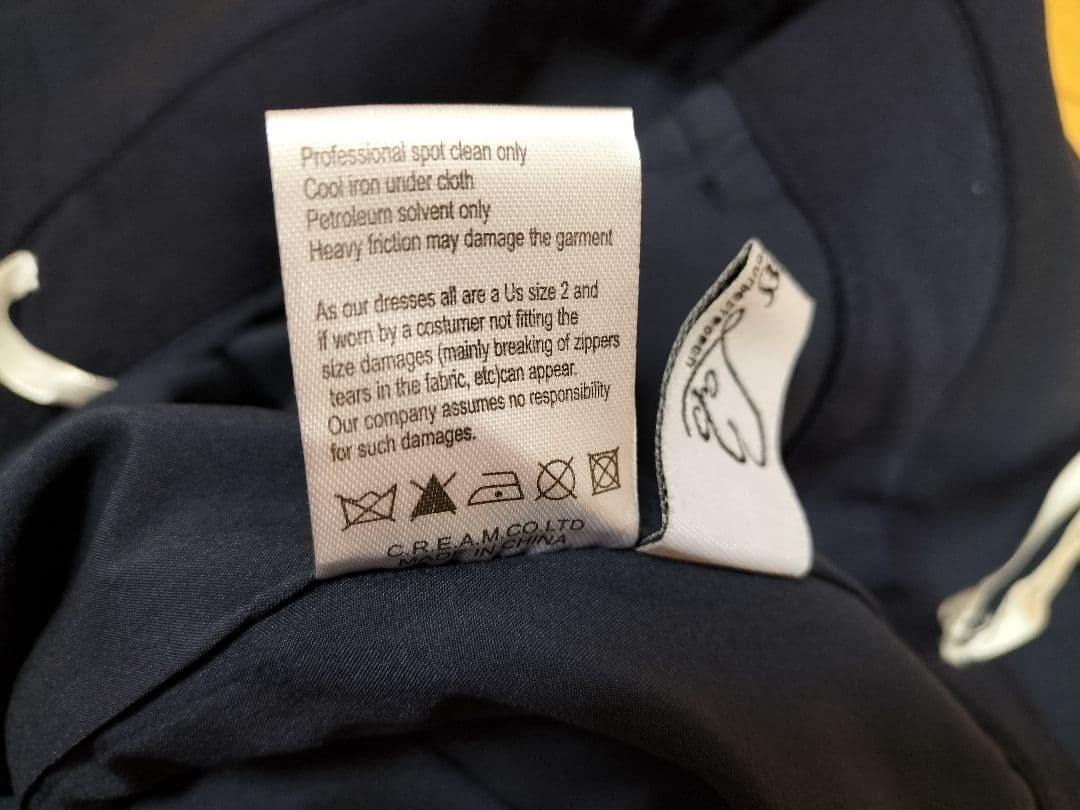 Professional spot clean only
Cool iron under cloth
Petroleum solvent only
Heavy friction may damage the garment
As our dresses all are a Us size 2 and
if worn by a costumer not fitting the
size damages (mainly breaking of zippers
tears in the fabric, etc)can appear.
Our company assumes no responsibility
for such damages.
C.R.E.A.M.CO.LTD
MADE IN CHINA